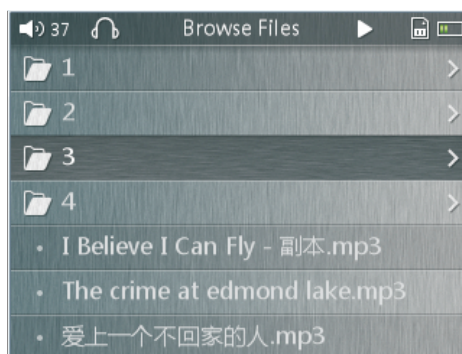 37 Browse Files
1
2
3
4
I Believe I Can Fly - 副本.mp3
The crime at edmond lake.mp3
爱上一个不回家的人.mp3